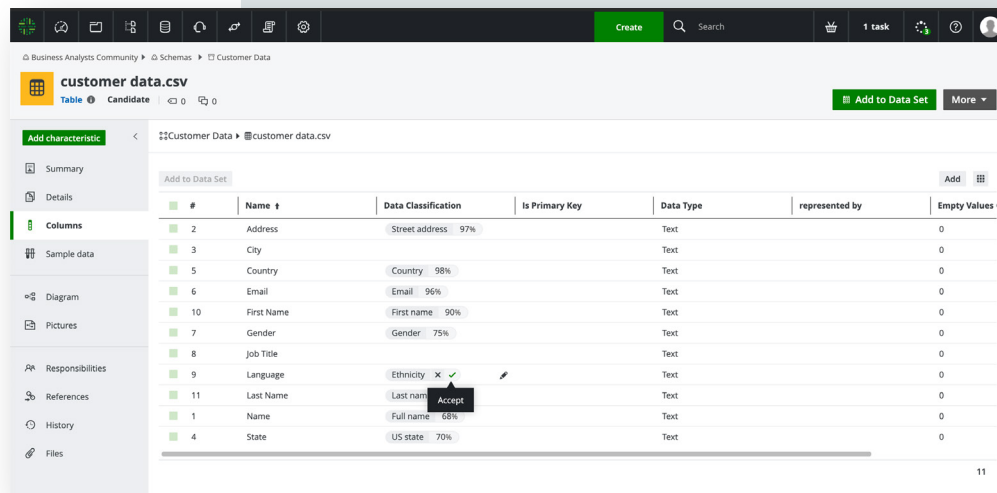 Create Search 1 task 3
Business Analysts Community Schemas Customer Data
customer data.csv
Table Candidate 0 0
Add to Data Set More
Add characteristic
Customer Data customer data.csv
Summary
Details
Columns
Sample data
Diagram
Pictures
Responsibilities
References
History
Files
Add to Data Set Add
# Name Data Classification Is Primary Key Data Type represented by Empty Values
2 Address Street address 97% Text 0
3 City Text 0
5 Country Country 98% Text 0
6 Email Email 96% Text 0
10 First Name First name 90% Text 0
7 Gender Gender 75% Text 0
8 Job Title Text 0
9 Language Ethnicity Text 0
11 Last Name Last nam Text 0
Accept
1 Name Full name 68% Text 0
4 State US state 70% Text 0
11